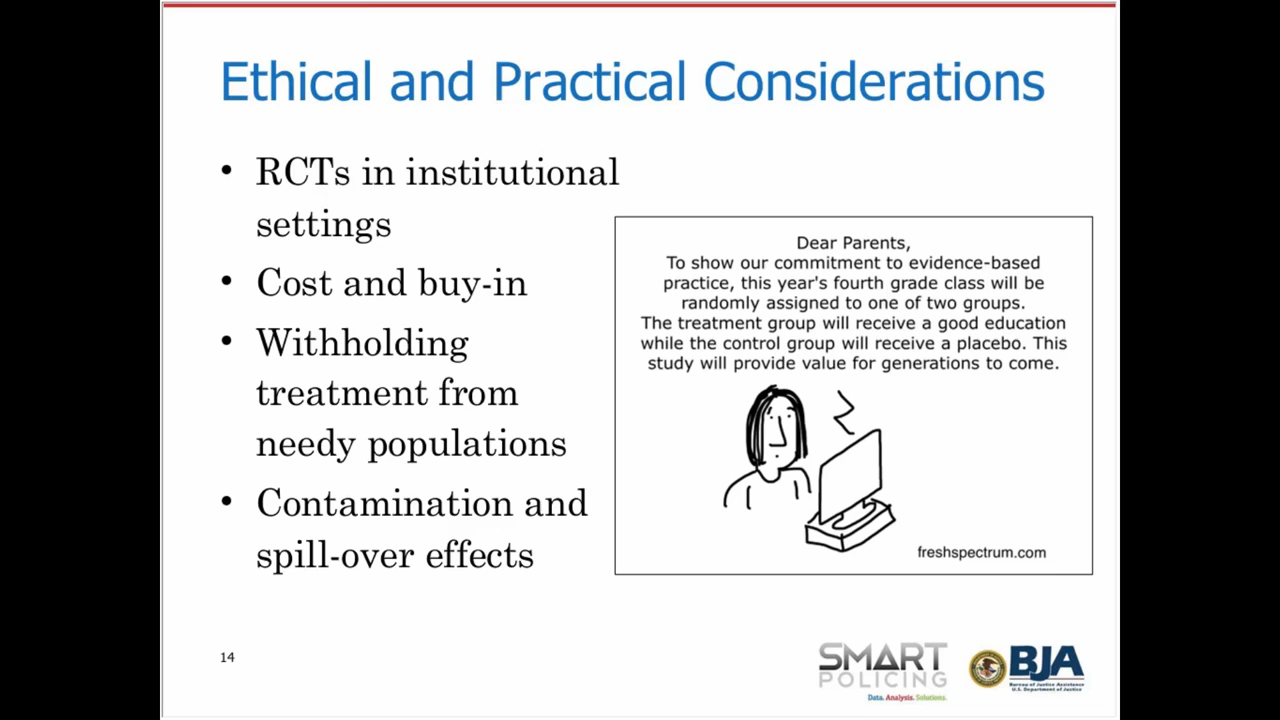 Ethical and Practical Considerations
• RCTs in institutional
settings
• Cost and buy-in
• Withholding
treatment from
needy populations
• Contamination and
spill-over effects
Dear Parents,
To show our commitment to evidence-based
practice, this year's fourth grade class will be
randomly assigned to one of two groups.
The treatment group will receive a good education
while the control group will receive a placebo. This
study will provide value for generations to come.
freshspectrum.com
14
SMART
POLICING
Data. Analysis. Solutions.
BJA
Bureau of Justice Assistance
U.S. Department of Justice